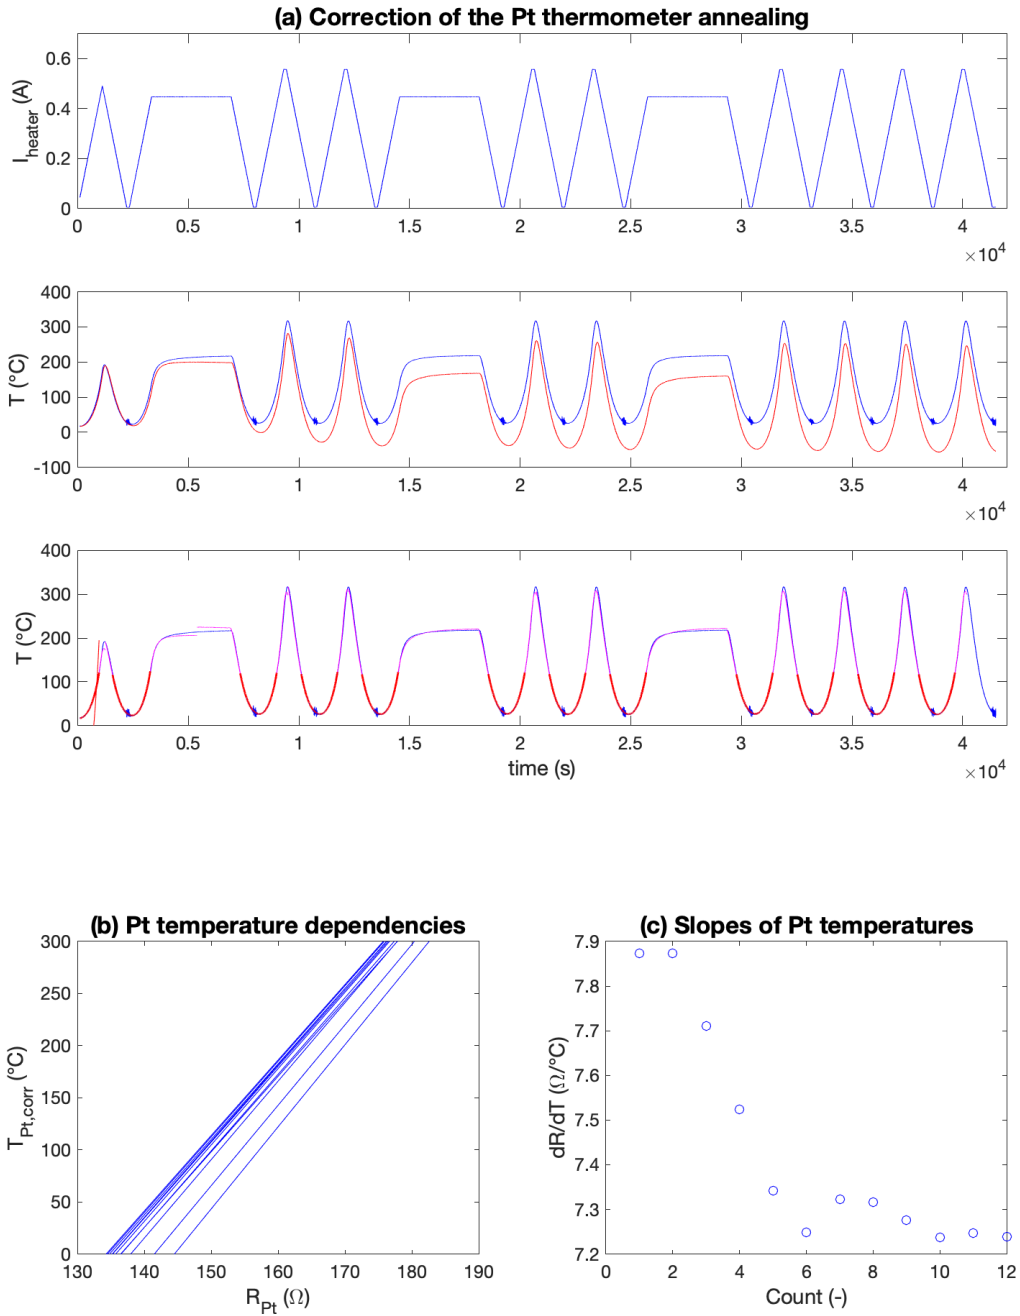 (a) Correction of the Pt thermometer annealing
I_heater (A)
0.6
0.4
0.2
0
0 0.5 1 1.5 2 2.5 3 3.5 4
×10^4
T (°C)
400
300
200
100
0
-100
0 0.5 1 1.5 2 2.5 3 3.5 4
×10^4
T (°C)
400
300
200
100
0
0 0.5 1 1.5 2 2.5 3 3.5 4
time (s)
×10^4
(b) Pt temperature dependencies
T_Pt,corr (°C)
300
250
200
150
100
50
0
130 140 150 160 170 180 190
R_Pt (Ω)
(c) Slopes of Pt temperatures
dR/dT (Ω/°C)
7.9
7.8
7.7
7.6
7.5
7.4
7.3
7.2
0 2 4 6 8 10 12
Count (-)